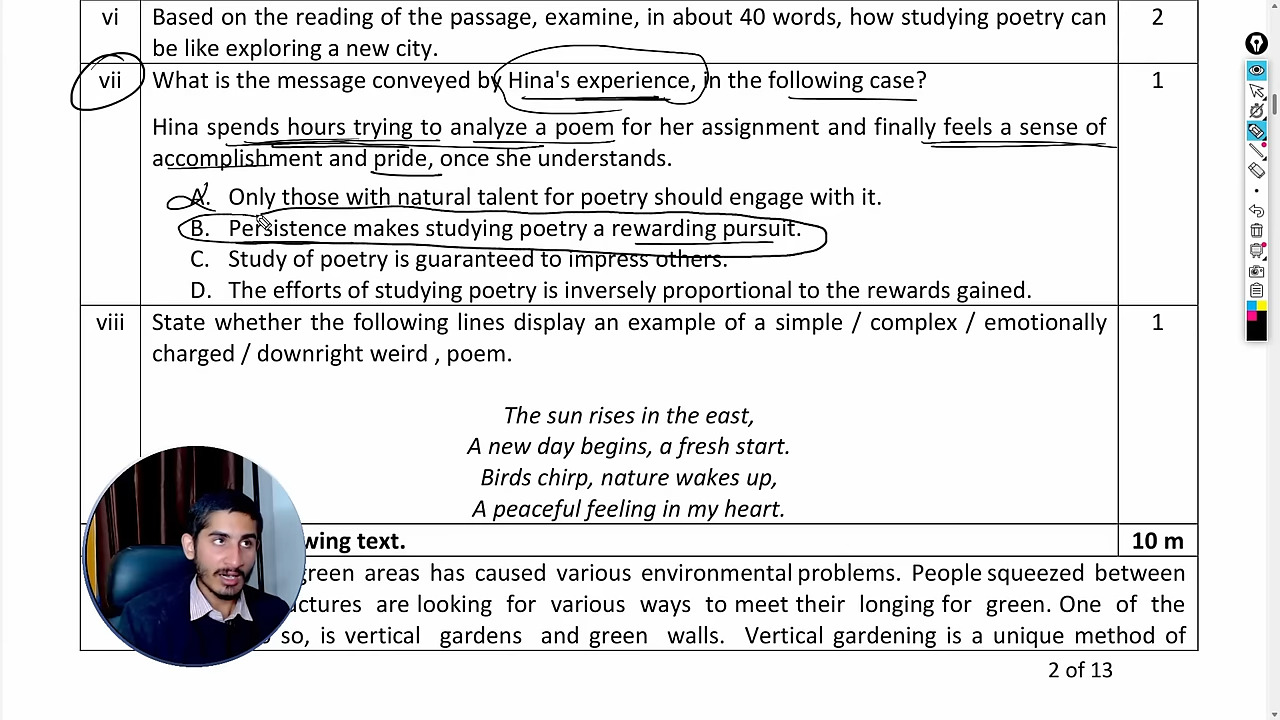 vi Based on the reading of the passage, examine, in about 40 words, how studying poetry can 2
be like exploring a new city.
vii What is the message conveyed by Hina's experience, in the following case? 1
Hina spends hours trying to analyze a poem for her assignment and finally feels a sense of
accomplishment and pride, once she understands.
A. Only those with natural talent for poetry should engage with it.
B. Persistence makes studying poetry a rewarding pursuit.
C. Study of poetry is guaranteed to impress others.
D. The efforts of studying poetry is inversely proportional to the rewards gained.
viii State whether the following lines display an example of a simple / complex / emotionally 1
charged / downright weird , poem.
The sun rises in the east,
A new day begins, a fresh start.
Birds chirp, nature wakes up,
A peaceful feeling in my heart.
wing text. 10 m
green areas has caused various environmental problems. People squeezed between
uctures are looking for various ways to meet their longing for green. One of the
so, is vertical gardens and green walls. Vertical gardening is a unique method of
2 of 13